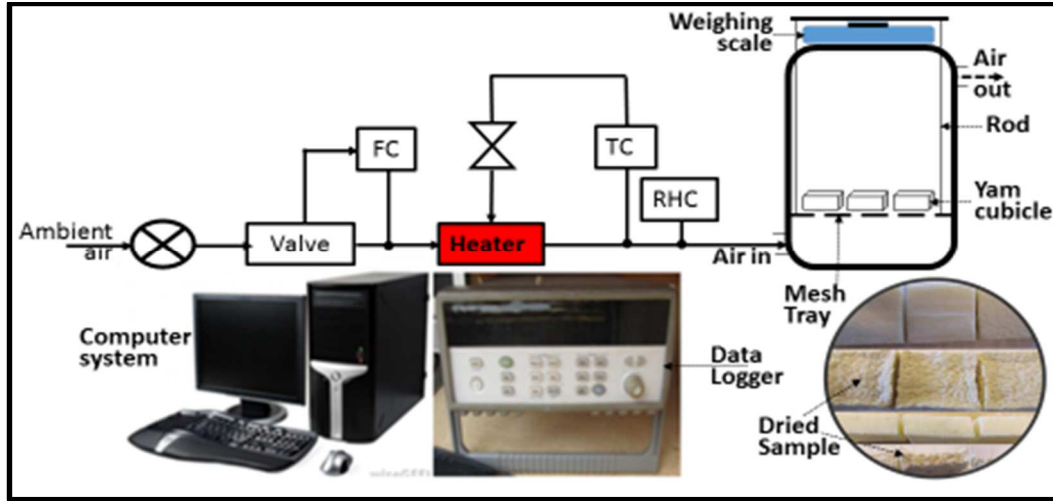 Weighing
scale
Air
out
FC
TC
Rod
RHC
Yam
cubicle
Ambient
air
Valve
Heater
Air in
Mesh
Tray
Computer
system
Data
Logger
Dried
Sample